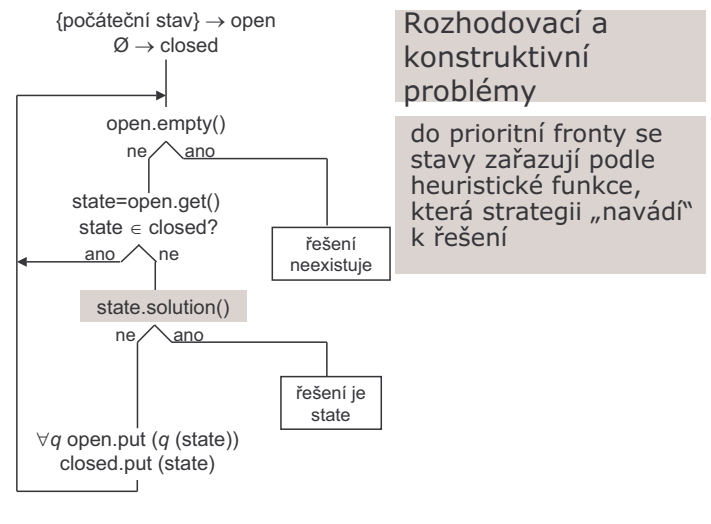 {počáteční stav} → open
Ø → closed
open.empty()
ne ano
state=open.get()
state ∈ closed?
ano ne
řešení
neexistuje
state.solution()
ne ano
řešení je
state
∀q open.put (q (state))
closed.put (state)
Rozhodovací a
konstruktivní
problémy
do prioritní fronty se
stavy zařazují podle
heuristické funkce,
která strategii „navádí“
k řešení